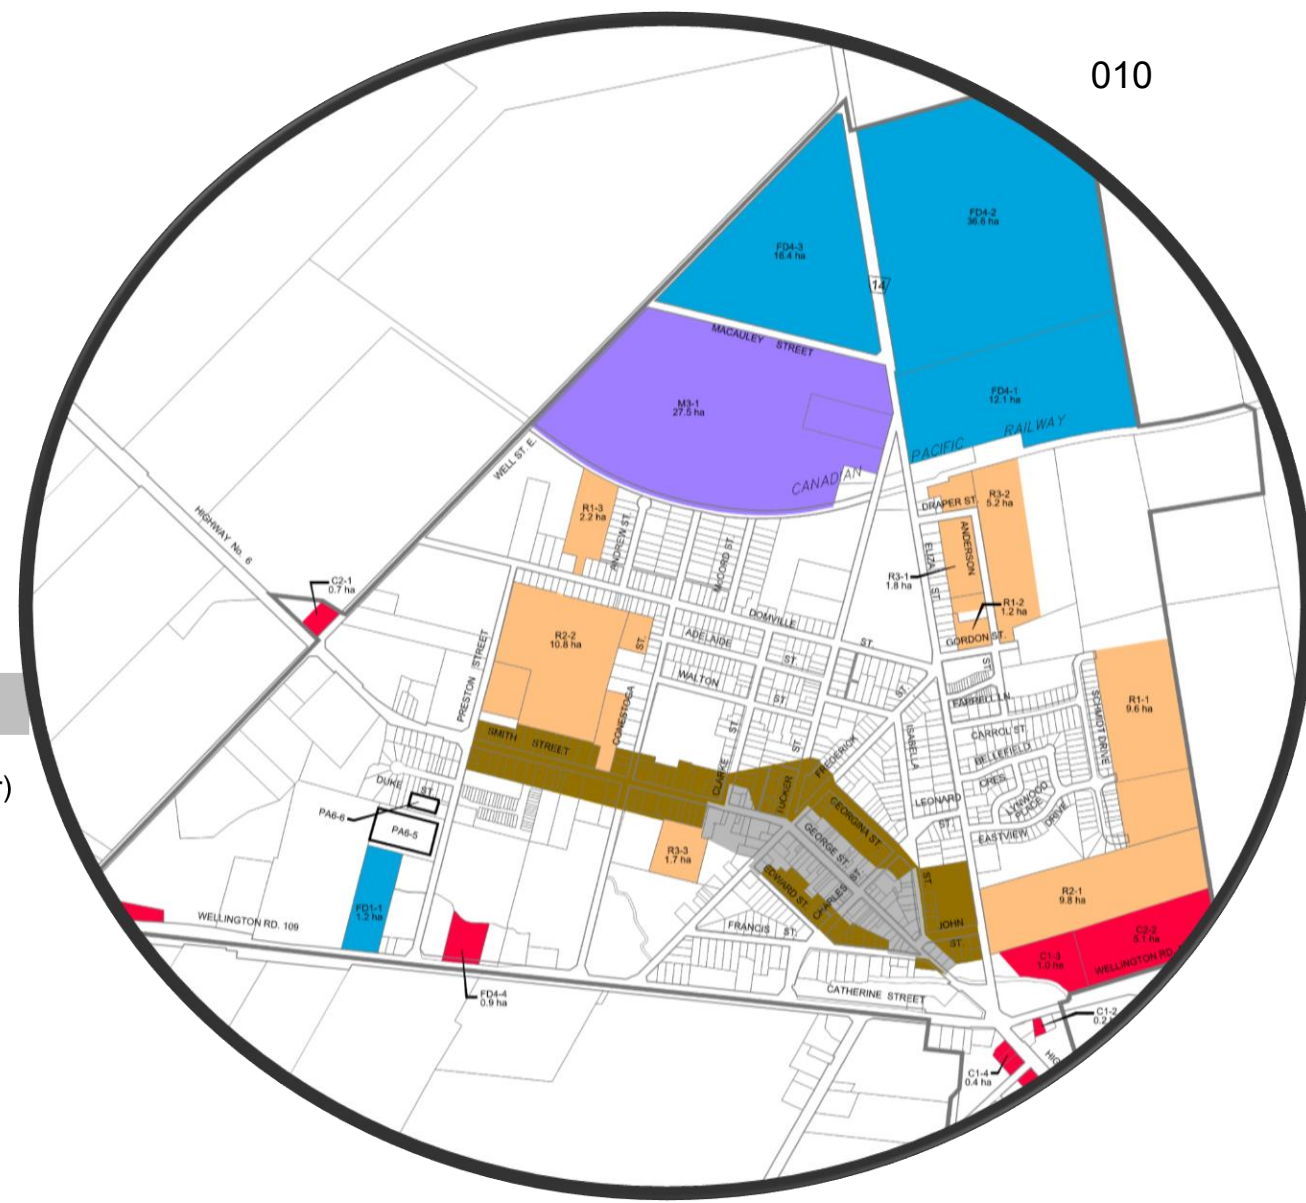 010
FD4-2
36.8 ha
FD4-3
16.4 ha
14
MACAULEY STREET
M3-1
27.5 ha
FD4-1
12.1 ha
CANADIAN PACIFIC RAILWAY
WELL ST. E.
HIGHWAY No. 6
R1-3
2.2 ha
ANDREW ST.
McCORD ST.
DRAPER ST.
R3-2
5.2 ha
ANDERSON
ELIZA ST.
R3-1
1.8 ha
R1-2
1.2 ha
GORDON ST.
C2-1
0.7 ha
DOMVILLE ST.
ADELAIDE ST.
WALTON ST.
R2-2
10.8 ha
ST.
PRESTON STREET
CONESTOGA
SMITH STREET
CLARKE ST
TUCKER ST.
FREDERICK ST.
ISABELLA
ST.
FARRELL LN.
CARROL ST.
BELLEFIELD CRES.
SCHMIDT DRIVE
R1-1
9.6 ha
LYNWOOD PLACE
LEONARD ST.
EASTVIEW DRIVE
DUKE ST.
PA6-6
PA6-5
r)
GEORGINA ST.
GEORGE ST.
R3-3
1.7 ha
EDWARD ST.
CHARLES ST.
ST.
R2-1
9.8 ha
FD1-1
1.2 ha
WELLINGTON RD. 109
FRANCIS ST.
JOHN ST.
C2-2
5.1 ha
C1-3
1.0 ha
WELLINGTON RD.
FD4-4
0.9 ha
CATHERINE STREET
C1-2
0.2
C1-4
0.4 ha
HIG